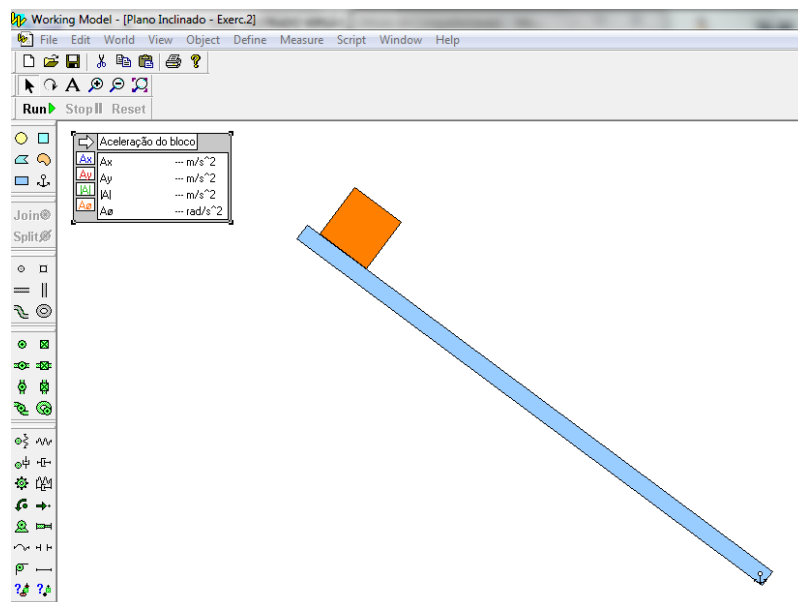 Working Model - [Plano Inclinado - Exerc.2]
File Edit World View Object Define Measure Script Window Help
A
Run Stop Reset
Aceleração do bloco
Ax Ax --- m/s^2
Ay Ay --- m/s^2
|A| |A| --- m/s^2
Aø Aø --- rad/s^2
Join
Split